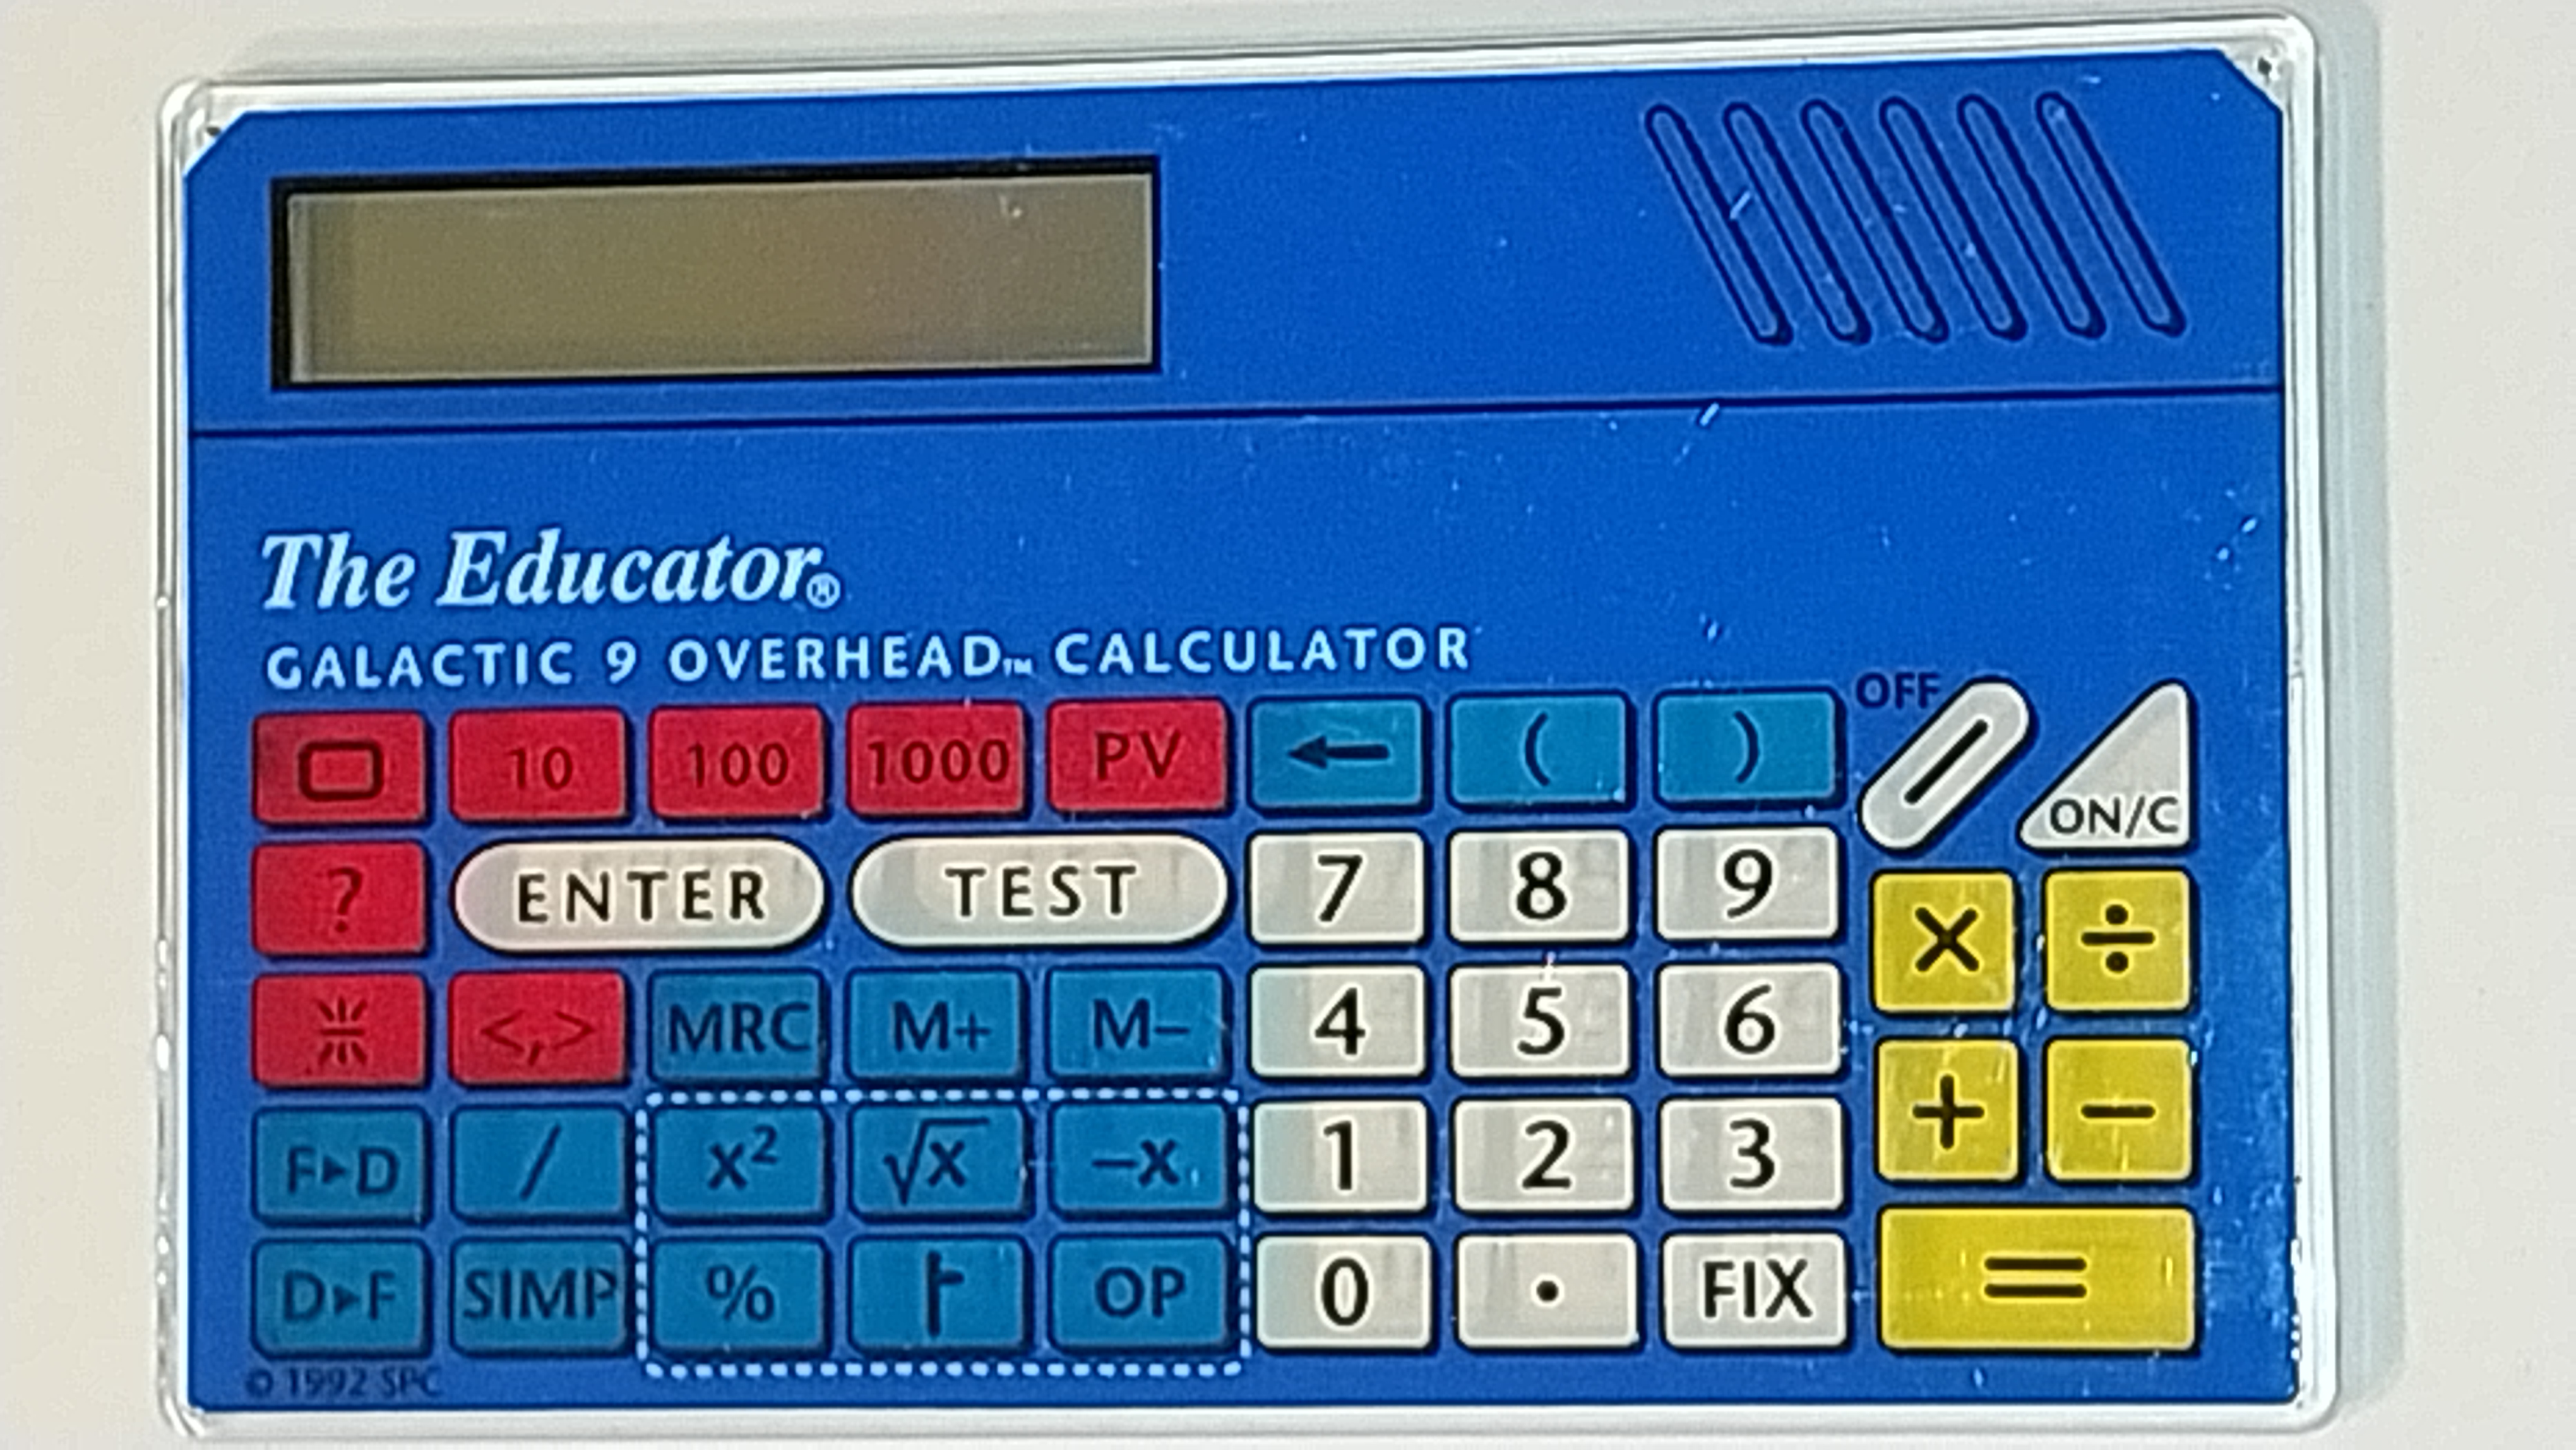 The Educator®
GALACTIC 9 OVERHEAD™ CALCULATOR
OFF
10 100 1000 PV ← ( ) ON/C
? ENTER TEST 7 8 9 × ÷
<,> MRC M+ M– 4 5 6
F▸D / x² √x –x 1 2 3 + –
D▸F SIMP % ├ OP 0 . FIX =
© 1992 SPC